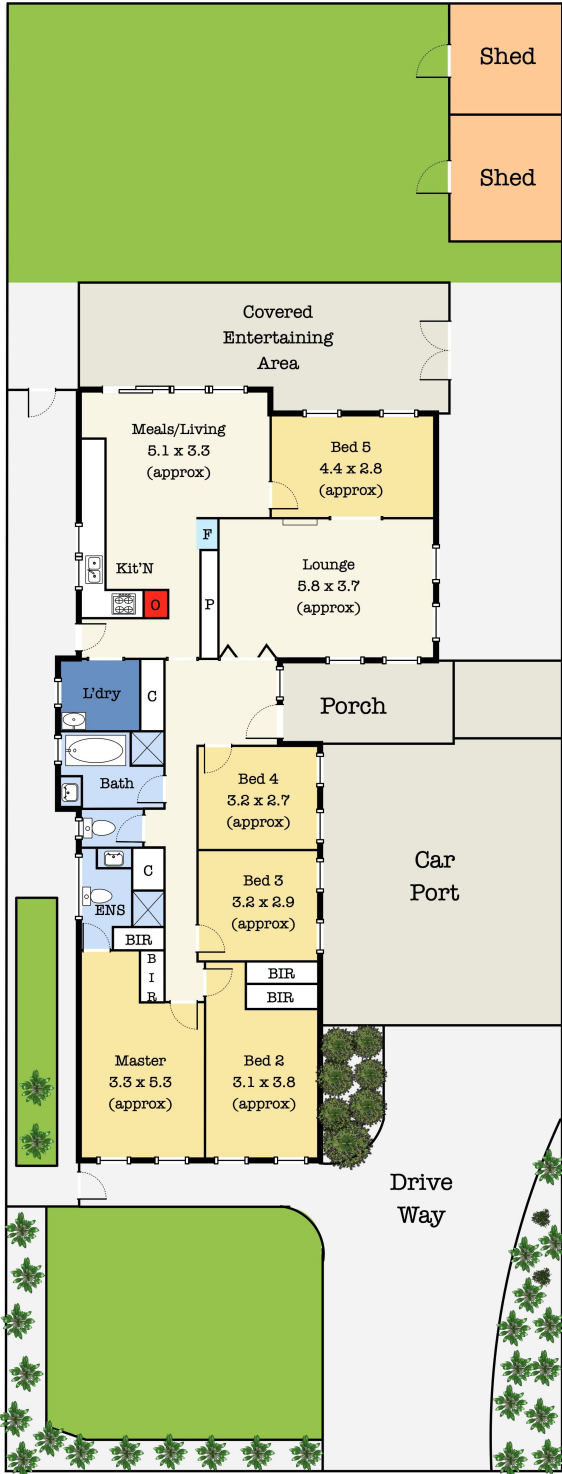 Shed
Shed
Covered
Entertaining
Area
Meals/Living
5.1 x 3.3
(approx)
Bed 5
4.4 x 2.8
(approx)
F
Kit'N
Lounge
5.8 x 3.7
(approx)
O
P
L'dry
C
Porch
Bath
Bed 4
3.2 x 2.7
(approx)
Car
Port
C
Bed 3
3.2 x 2.9
(approx)
ENS
BIR
B
I
R
BIR
BIR
Master
3.3 x 5.3
(approx)
Bed 2
3.1 x 3.8
(approx)
Drive
Way